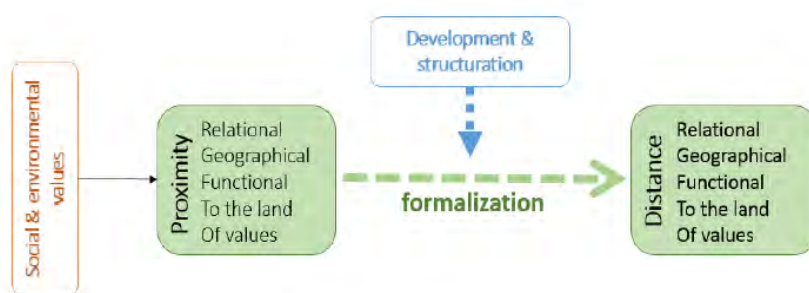 Social & environmental
values
Proximity
Relational
Geographical
Functional
To the land
Of values
Development &
structuration
formalization
Distance
Relational
Geographical
Functional
To the land
Of values